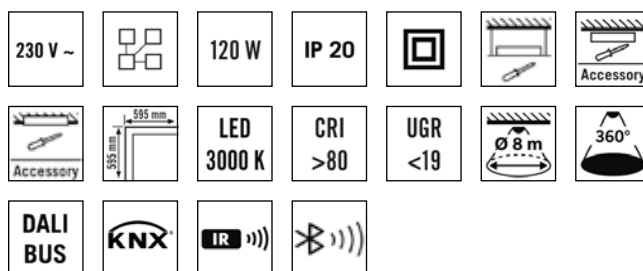 230 V ~
120 W
IP 20
Accessory
Accessory
595 mm
595 mm
LED
3000 K
CRI
>80
UGR
<19
Ø 8 m
360°
DALI
BUS
KNX®
IR